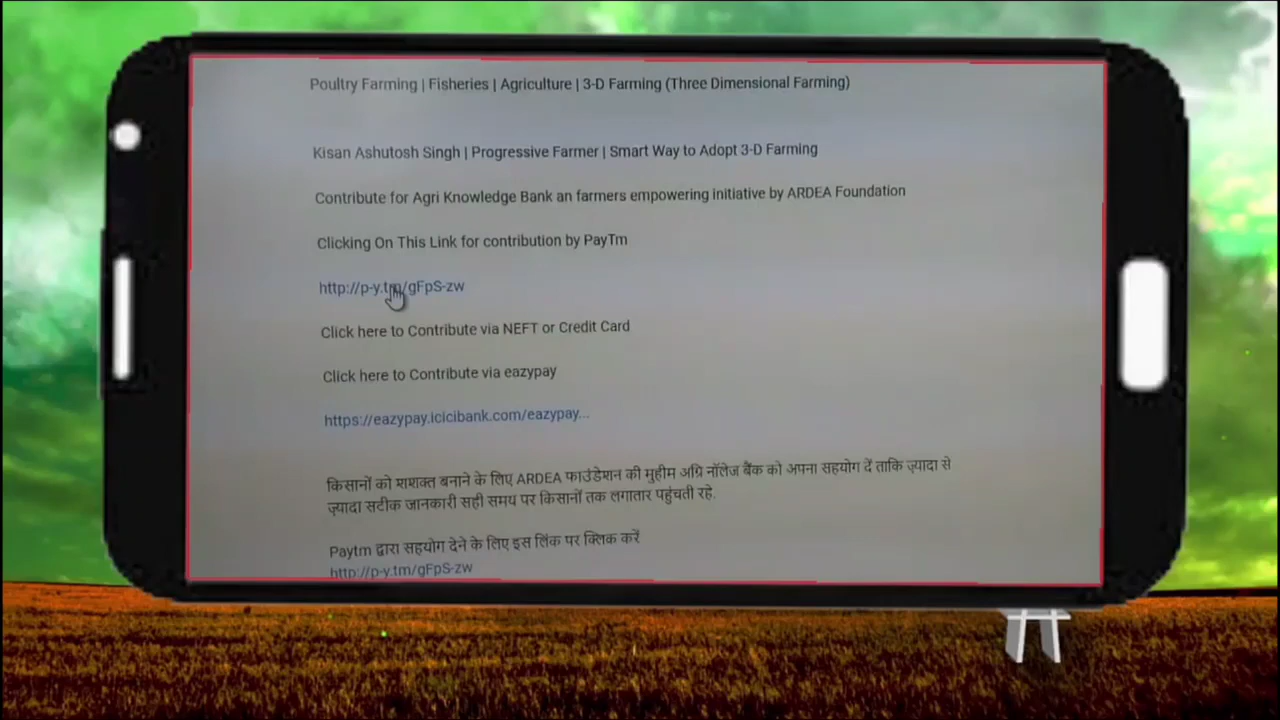 Poultry Farming | Fisheries | Agriculture | 3-D Farming (Three Dimensional Farming)
Kisan Ashutosh Singh | Progressive Farmer | Smart Way to Adopt 3-D Farming
Contribute for Agri Knowledge Bank an farmers empowering initiative by ARDEA Foundation
Clicking On This Link for contribution by PayTm
http://p-y.tm/gFpS-zw
Click here to Contribute via NEFT or Credit Card
Click here to Contribute via eazypay
https://eazypay.icicibank.com/eazypay...
किसानों को शशक्त बनाने के लिए ARDEA फाउंडेशन की मुहीम अग्रि नॉलेज बैंक को अपना सहयोग दें ताकि ज़्यादा से
ज़्यादा सटीक जानकारी सही समय पर किसानों तक लगातार पहुंचती रहे.
Paytm द्वारा सहयोग देने के लिए इस लिंक पर क्लिक करें
http://p-y.tm/gFpS-zw